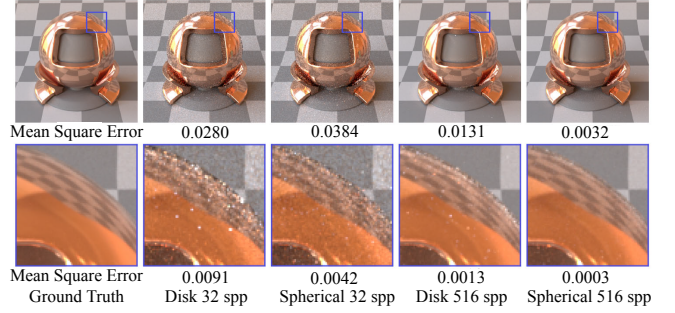 Mean Square Error 0.0280 0.0384 0.0131 0.0032
Mean Square Error 0.0091 0.0042 0.0013 0.0003
Ground Truth Disk 32 spp Spherical 32 spp Disk 516 spp Spherical 516 spp